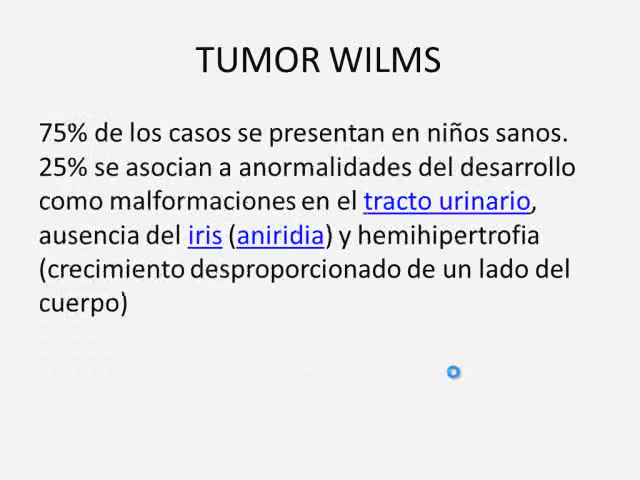 TUMOR WILMS
75% de los casos se presentan en niños sanos.
25% se asocian a anormalidades del desarrollo
como malformaciones en el tracto urinario,
ausencia del iris (aniridia) y hemihipertrofia
(crecimiento desproporcionado de un lado del
cuerpo)